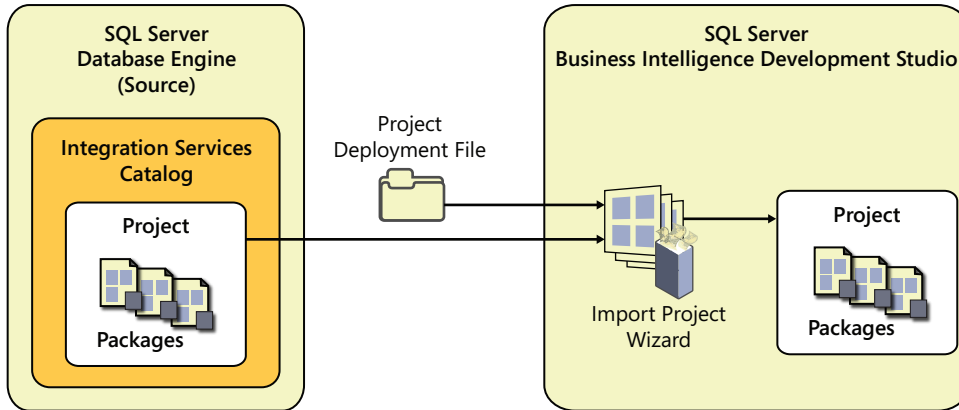 SQL Server
Database Engine
(Source)
Integration Services
Catalog
Project
Packages
Project
Deployment File
SQL Server
Business Intelligence Development Studio
Import Project
Wizard
Project
Packages